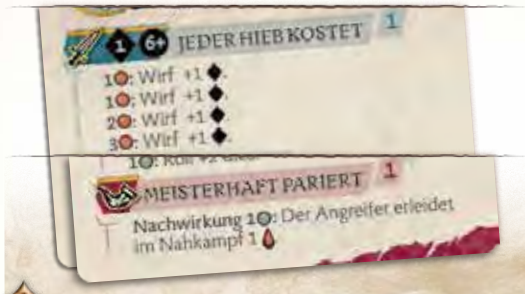 1 6+ JEDER HIEB KOSTET 1
1: Wirf +1.
1: Wirf +1.
2: Wirf +1.
3: Wirf +1.
MEISTERHAFT PARIERT 1
Nachwirkung 1: Der Angreifer erleidet
im Nahkampf 1